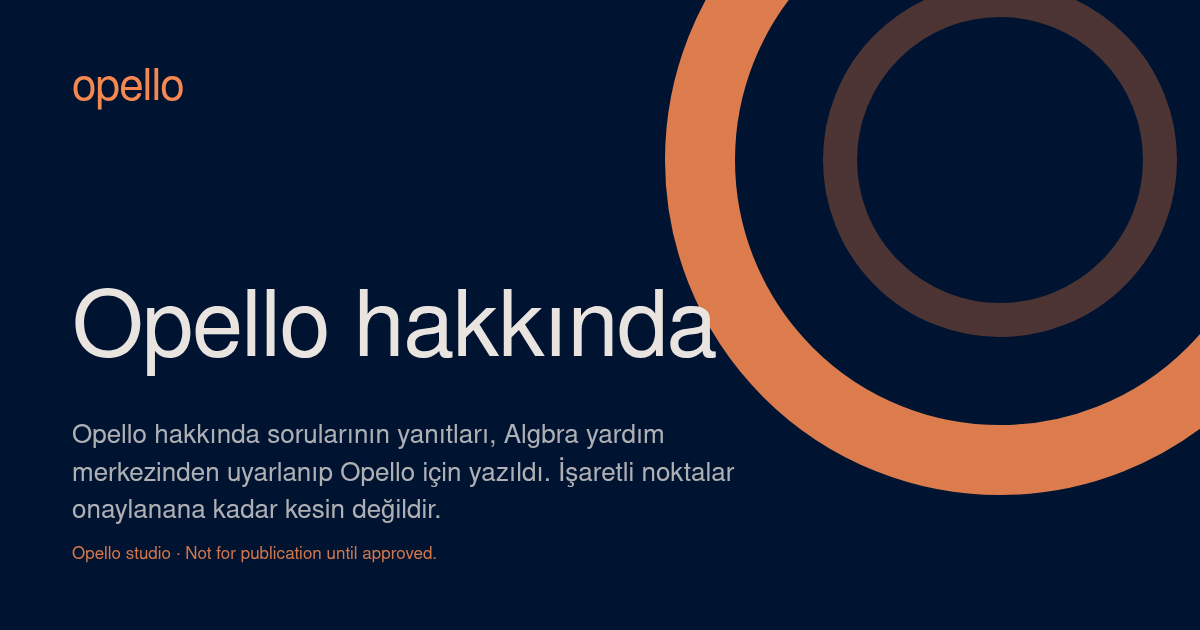 opello
Opello hakkında
Opello hakkında sorularının yanıtları, Algbra yardım
merkezinden uyarlanıp Opello için yazıldı. İşaretli noktalar
onaylanana kadar kesin değildir.
Opello studio · Not for publication until approved.